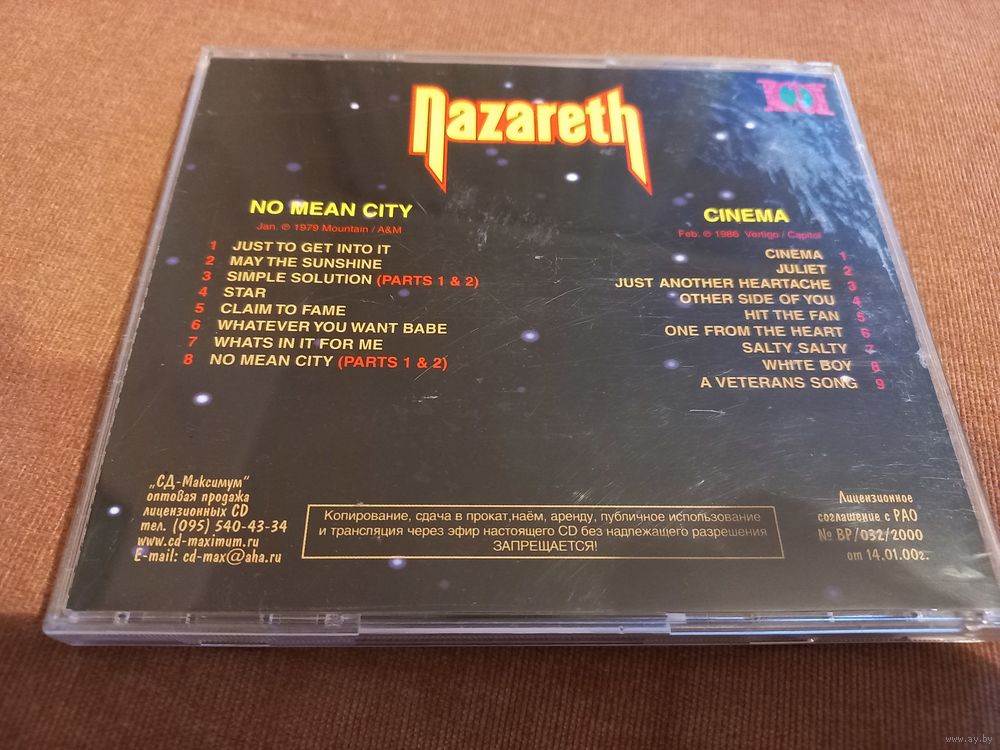 Nazareth
NO MEAN CITY
Jan. ℗ 1979 Mountain / A&M
1 JUST TO GET INTO IT
2 MAY THE SUNSHINE
3 SIMPLE SOLUTION (PARTS 1 & 2)
4 STAR
5 CLAIM TO FAME
6 WHATEVER YOU WANT BABE
7 WHATS IN IT FOR ME
8 NO MEAN CITY (PARTS 1 & 2)
CINEMA
Feb. ℗ 1986 Vertigo / Capitol
CINEMA 1
JULIET 2
JUST ANOTHER HEARTACHE 3
OTHER SIDE OF YOU 4
HIT THE FAN 5
ONE FROM THE HEART 6
SALTY SALTY 7
WHITE BOY 8
A VETERANS SONG 9
„СД-Максимум"
оптовая продажа
лицензионных CD
тел. (095) 540-43-34
www.cd-maximum.ru
E-mail: cd-max@aha.ru
Копирование, сдача в прокат,наём, аренду, публичное использование
и трансляция через эфир настоящего CD без надлежащего разрешения
ЗАПРЕЩАЕТСЯ!
Лицензионное
соглашение с РАО
№ ВР/032/2000
от 14.01.00г.
www.ay.by